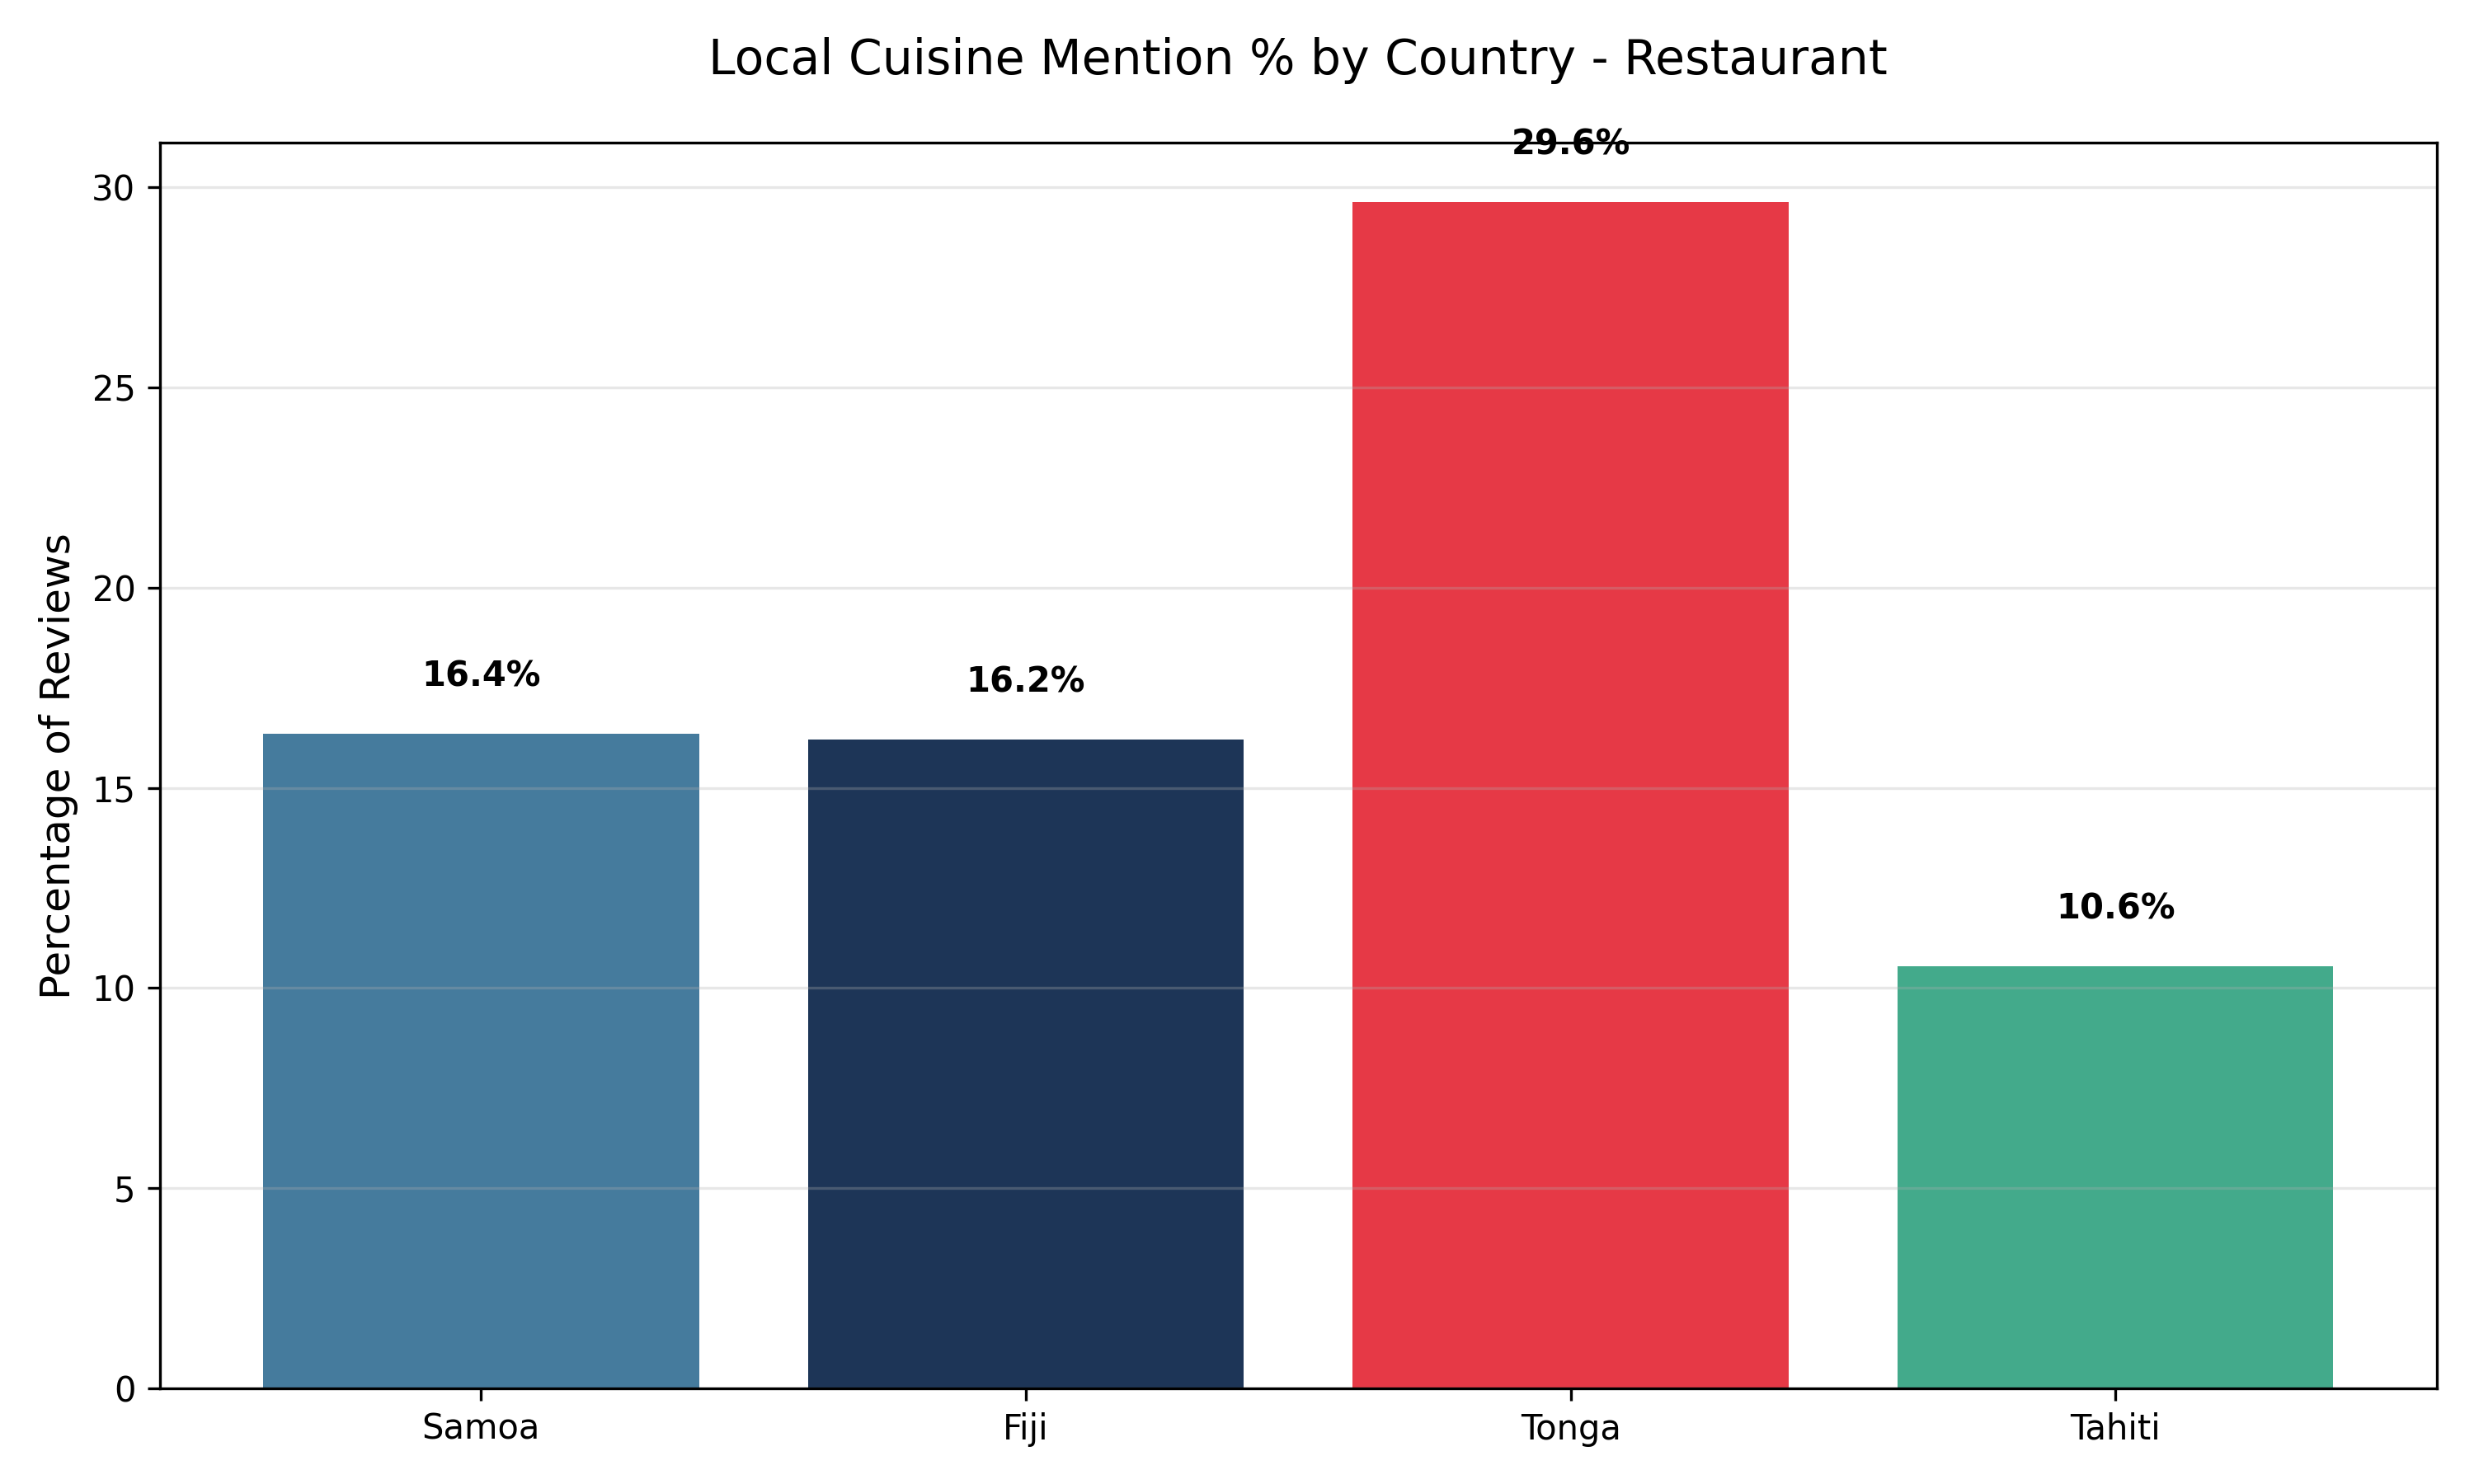 Local Cuisine Mention % by Country - Restaurant
Percentage of Reviews
30
25
20
15
10
5
0
16.4%
16.2%
29.6%
10.6%
Samoa
Fiji
Tonga
Tahiti